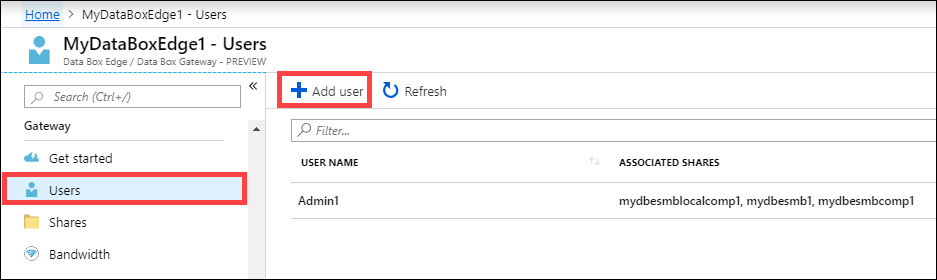 Home > MyDataBoxEdge1 - Users
MyDataBoxEdge1 - Users
Data Box Edge / Data Box Gateway - PREVIEW
Search (Ctrl+/)
«
Gateway
Get started
Users
Shares
Bandwidth
+ Add user Refresh
Filter...
USER NAME ↑↓ ASSOCIATED SHARES
Admin1 mydbesmblocalcomp1, mydbesmb1, mydbesmbcomp1